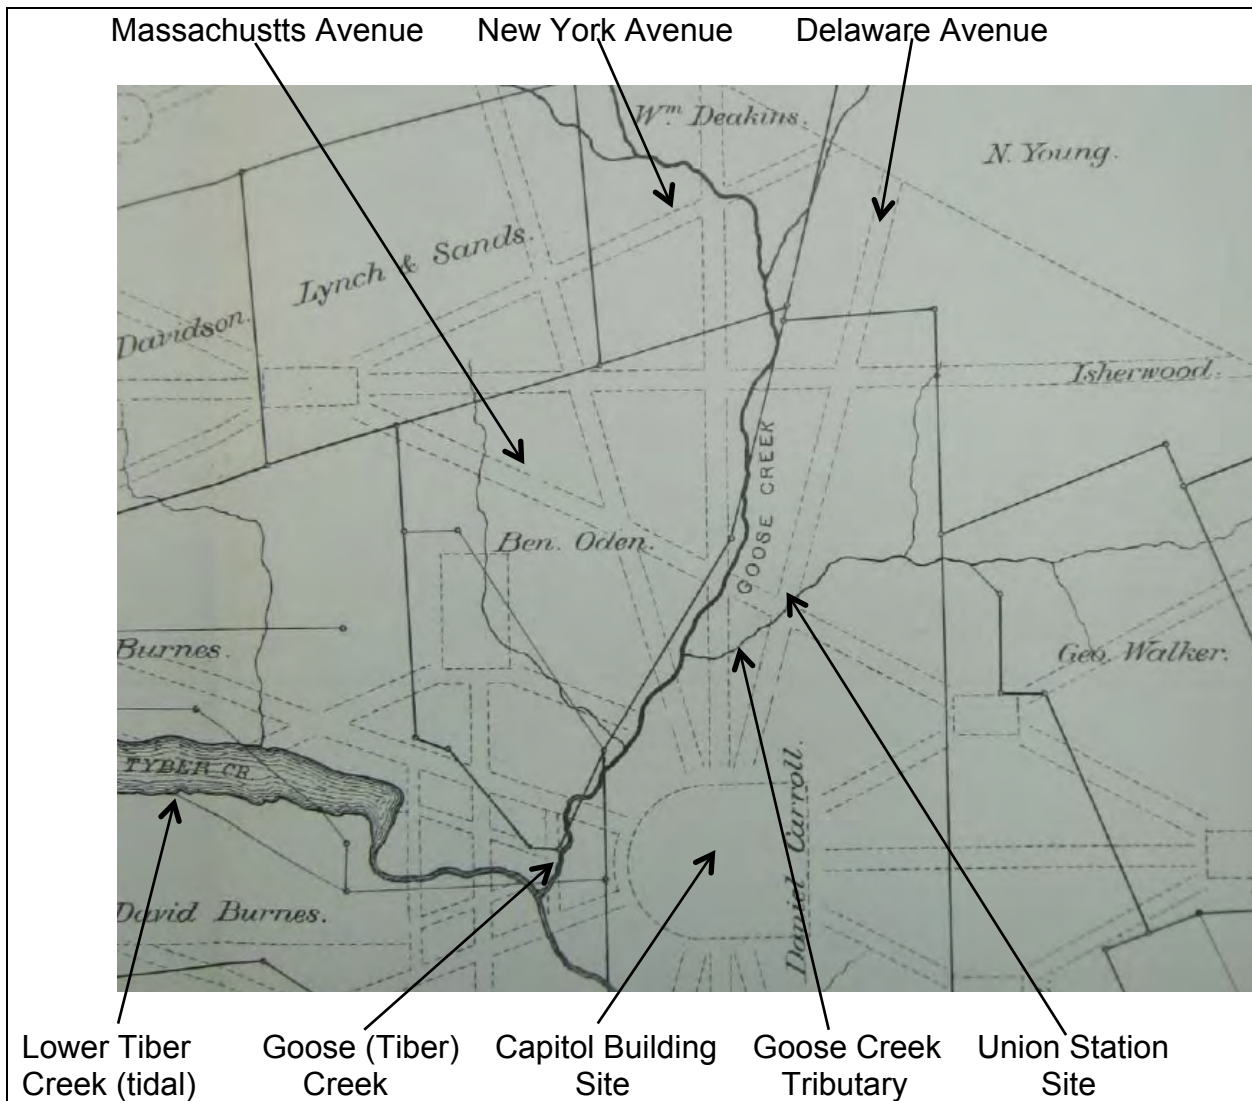 Massachustts Avenue New York Avenue Delaware Avenue
Wm. Deakins.
N. Young.
Lynch & Sands.
Davidson.
Isherwood.
GOOSE CREEK
Ben. Oden.
Burnes.
Geo. Walker.
TYBER CR.
Daniel Carroll.
David Burnes.
Lower Tiber Goose (Tiber) Capitol Building Goose Creek Union Station
Creek (tidal) Creek Site Tributary Site